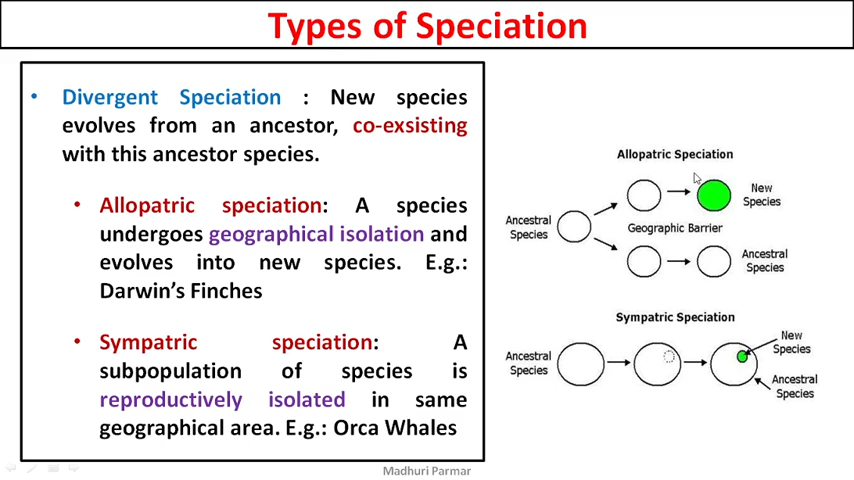 Types of Speciation
• Divergent Speciation : New species
evolves from an ancestor, co-exsisting
with this ancestor species.
• Allopatric speciation: A species
undergoes geographical isolation and
evolves into new species. E.g.:
Darwin's Finches
• Sympatric speciation: A
subpopulation of species is
reproductively isolated in same
geographical area. E.g.: Orca Whales
Allopatric Speciation
New
Species
Ancestral
Species
Geographic Barrier
Ancestral
Species
Sympatric Speciation
New
Species
Ancestral
Species
Ancestral
Species
Madhuri Parmar